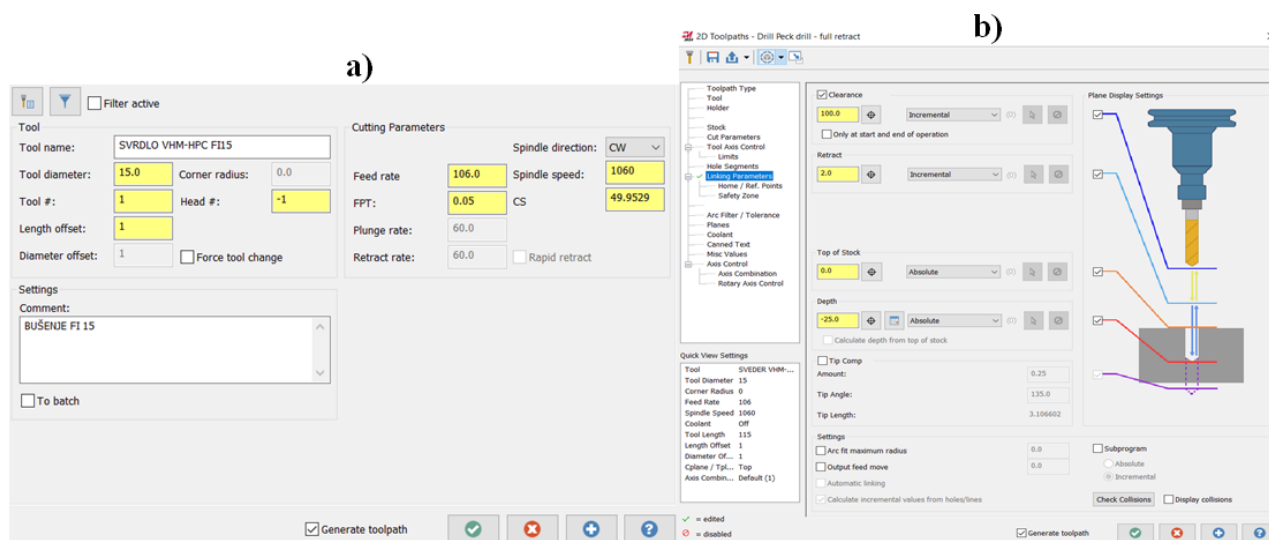 a)
Filter active
Tool
Tool name: SVRDLO VHM-HPC FI15
Tool diameter: 15.0 Corner radius: 0.0
Tool #: 1 Head #: -1
Length offset: 1
Diameter offset: 1 Force tool change
Cutting Parameters
Spindle direction: CW
Feed rate 106.0 Spindle speed: 1060
FPT: 0.05 CS 49.9529
Plunge rate: 60.0
Retract rate: 60.0 Rapid retract
Settings
Comment:
BUŠENJE FI 15
To batch
Generate toolpath
b)
2D Toolpaths - Drill Peck drill - full retract
Toolpath Type
Tool
Holder
Stock
Cut Parameters
Tool Axis Control
Limits
Hole Segments
Linking Parameters
Home / Ref. Points
Safety Zone
Arc Filter / Tolerance
Planes
Coolant
Canned Text
Misc Values
Axis Control
Axis Combination
Rotary Axis Control
Quick View Settings
Tool SVEDER VHM-...
Tool Diameter 15
Corner Radius 0
Feed Rate 106
Spindle Speed 1060
Coolant Off
Tool Length 115
Length Offset 1
Diameter Of... 1
Cplane / Tpl... Top
Axis Combin... Default (1)
= edited
= disabled
Clearance
100.0 Incremental (D)
Only at start and end of operation
Retract
2.0 Incremental
Top of Stock
0.0 Absolute (D)
Depth
-25.0 Absolute (D)
Calculate depth from top of stock
Tip Comp
Amount: 0.25
Tip Angle: 135.0
Tip Length: 3.106602
Settings
Arc fit maximum radius 0.0
Output feed move 0.0
Automatic linking
Calculate incremental values from holes/lines
Plane Display Settings
Subprogram
Absolute
Incremental
Check Collisions Display collisions
Generate toolpath